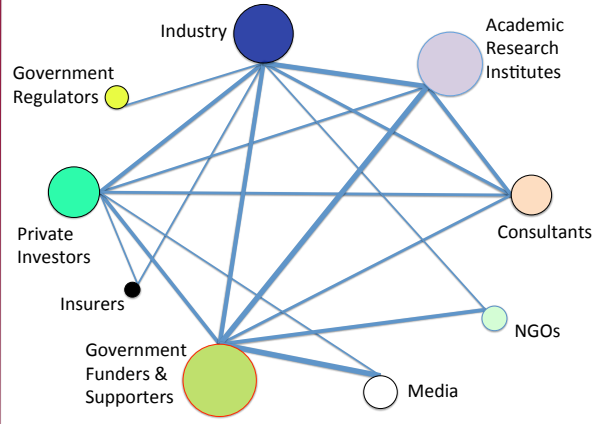 Industry
Academic
Research
Institutes
Government
Regulators
Private
Investors
Consultants
Insurers
NGOs
Government
Funders &
Supporters
Media